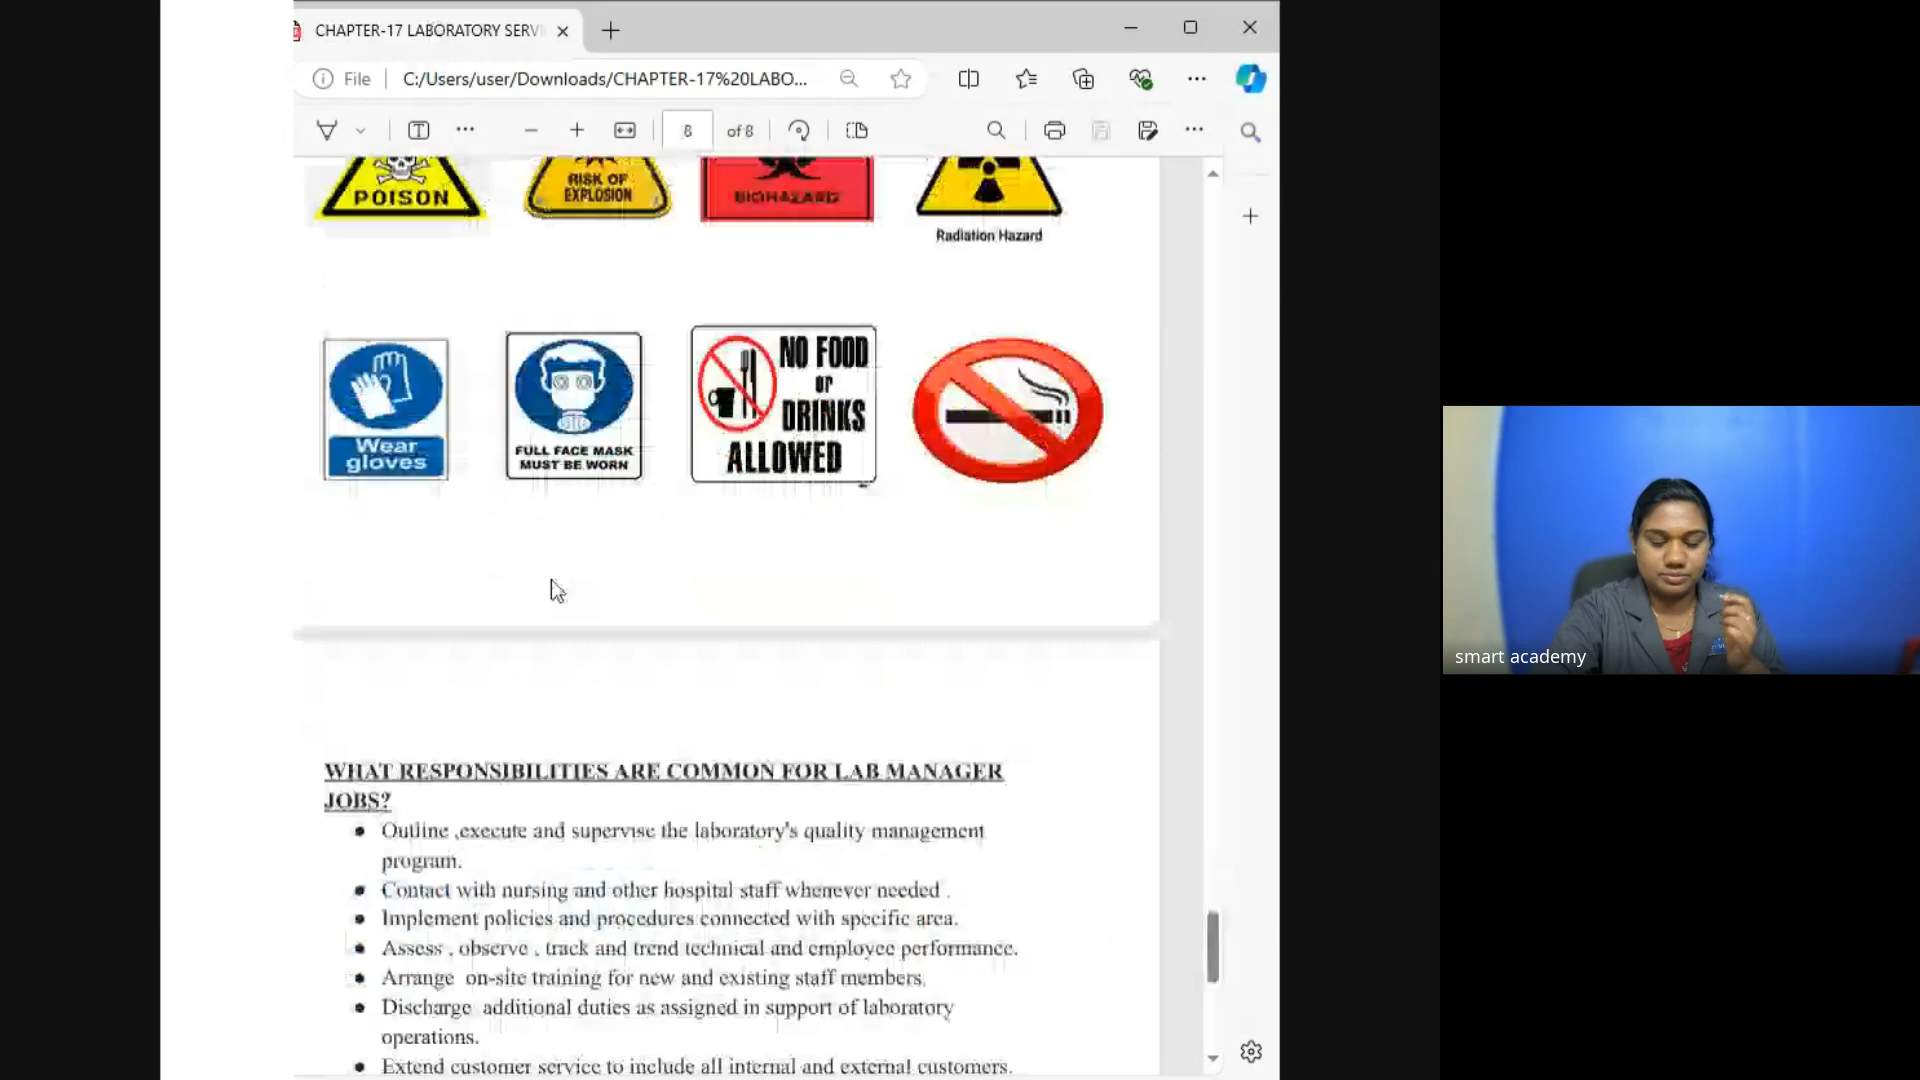 CHAPTER-17 LABORATORY SERVI
File
C:/Users/user/Downloads/CHAPTER-17%20LABO...
8
of 8
POISON
RISK OF
EXPLOSION
BIOHAZARD
Radiation Hazard
Wear
gloves
FULL FACE MASK
MUST BE WORN
NO FOOD
or
DRINKS
ALLOWED
smart academy
WHAT RESPONSIBILITIES ARE COMMON FOR LAB MANAGER
JOBS?
● Outline ,execute and supervise the laboratory's quality management
program.
● Contact with nursing and other hospital staff whenever needed .
● Implement policies and procedures connected with specific area.
● Assess , observe , track and trend technical and employee performance.
● Arrange on-site training for new and existing staff members.
● Discharge additional duties as assigned in support of laboratory
operations.
● Extend customer service to include all internal and external customers.